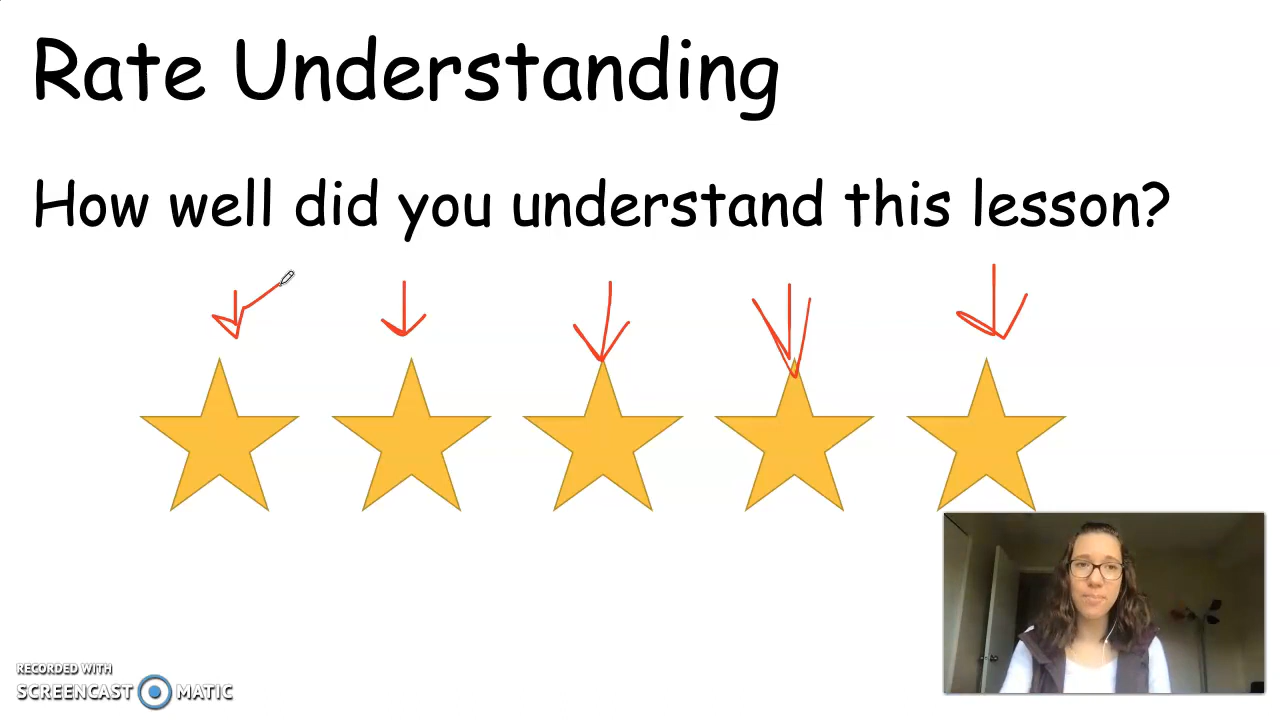 Rate Understanding
How well did you understand this lesson?
RECORDED WITH
SCREENCAST MATIC